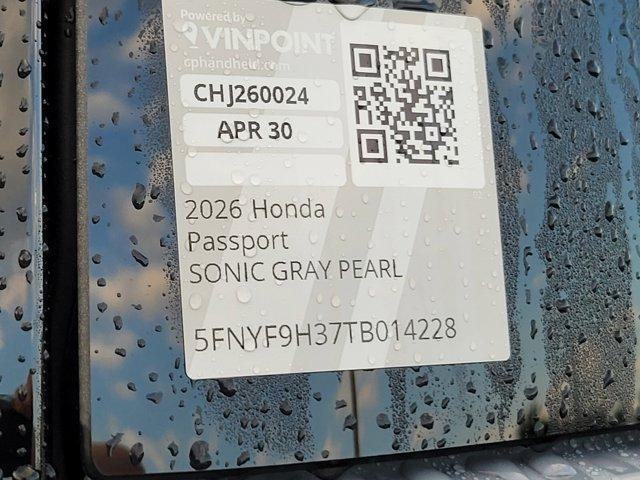 Powered by
VINPOINT
cphandheld.com
CHJ260024
APR 30
2026 Honda
Passport
SONIC GRAY PEARL
5FNYF9H37TB014228